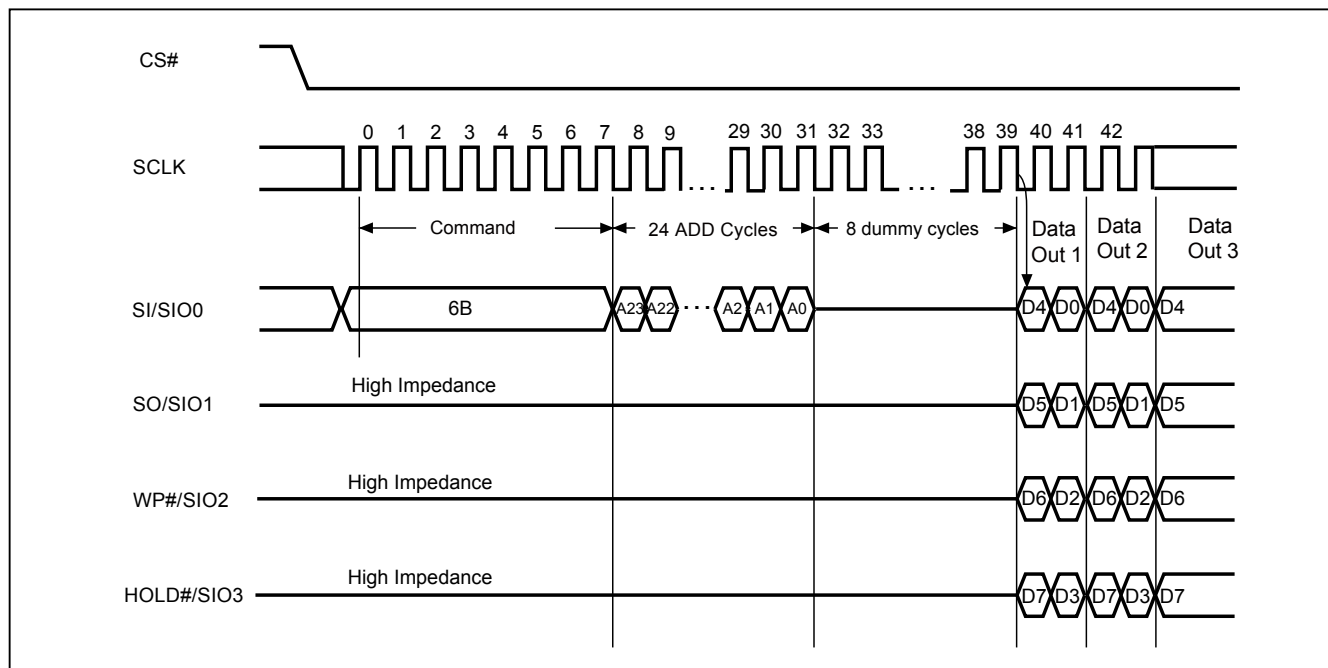 CS#
0 1 2 3 4 5 6 7 8 9 29 30 31 32 33 38 39 40 41 42
SCLK
Command 24 ADD Cycles 8 dummy cycles
Data Out 1
Data Out 2
Data Out 3
SI/SIO0 6B A23 A22 A2 A1 A0 D4 D0 D4 D0 D4
High Impedance
SO/SIO1 D5 D1 D5 D1 D5
High Impedance
WP#/SIO2 D6 D2 D6 D2 D6
High Impedance
HOLD#/SIO3 D7 D3 D7 D3 D7